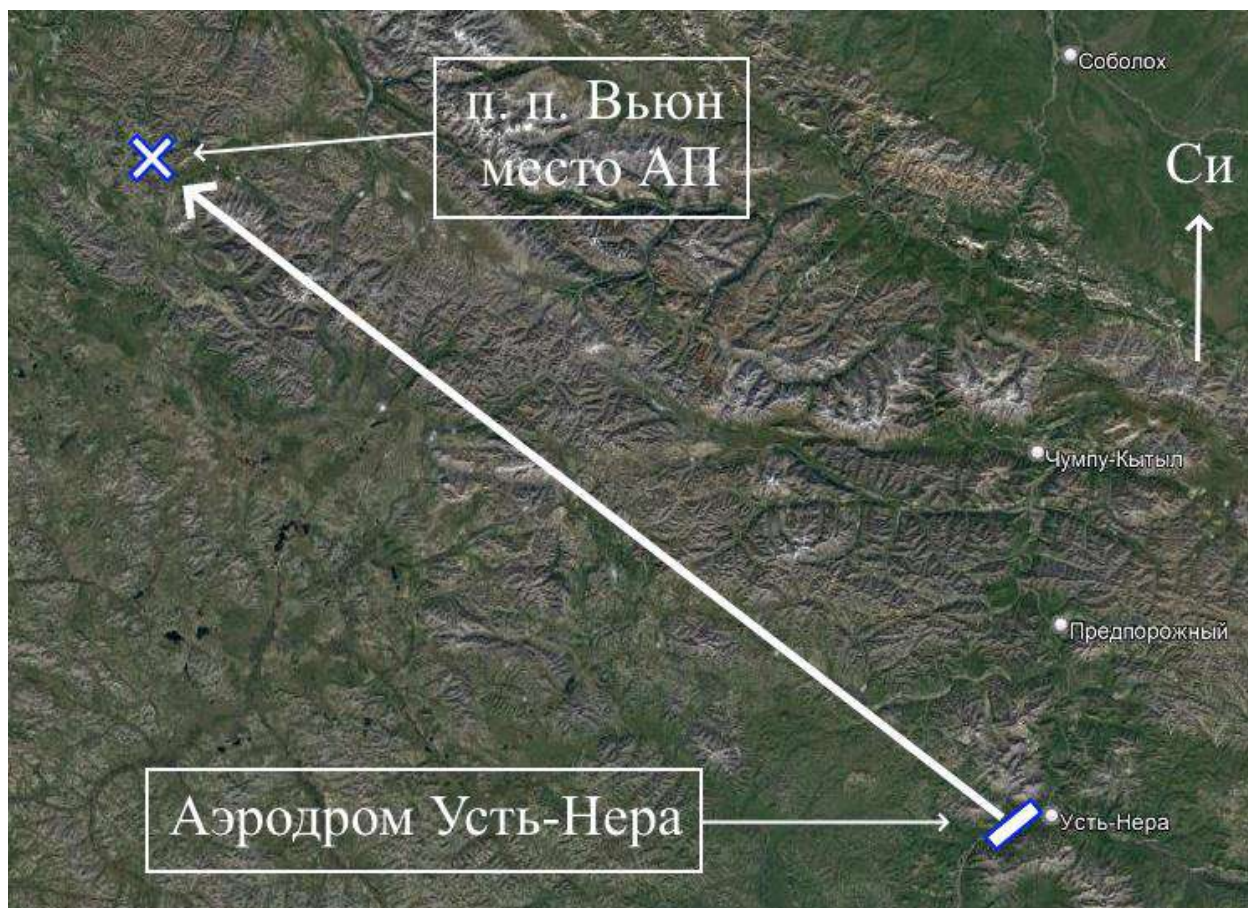 Соболох
п. п. Вьюн
место АП
Си
Чумпу-Кытыл
Предпорожный
Аэродром Усть-Нера
Усть-Нера